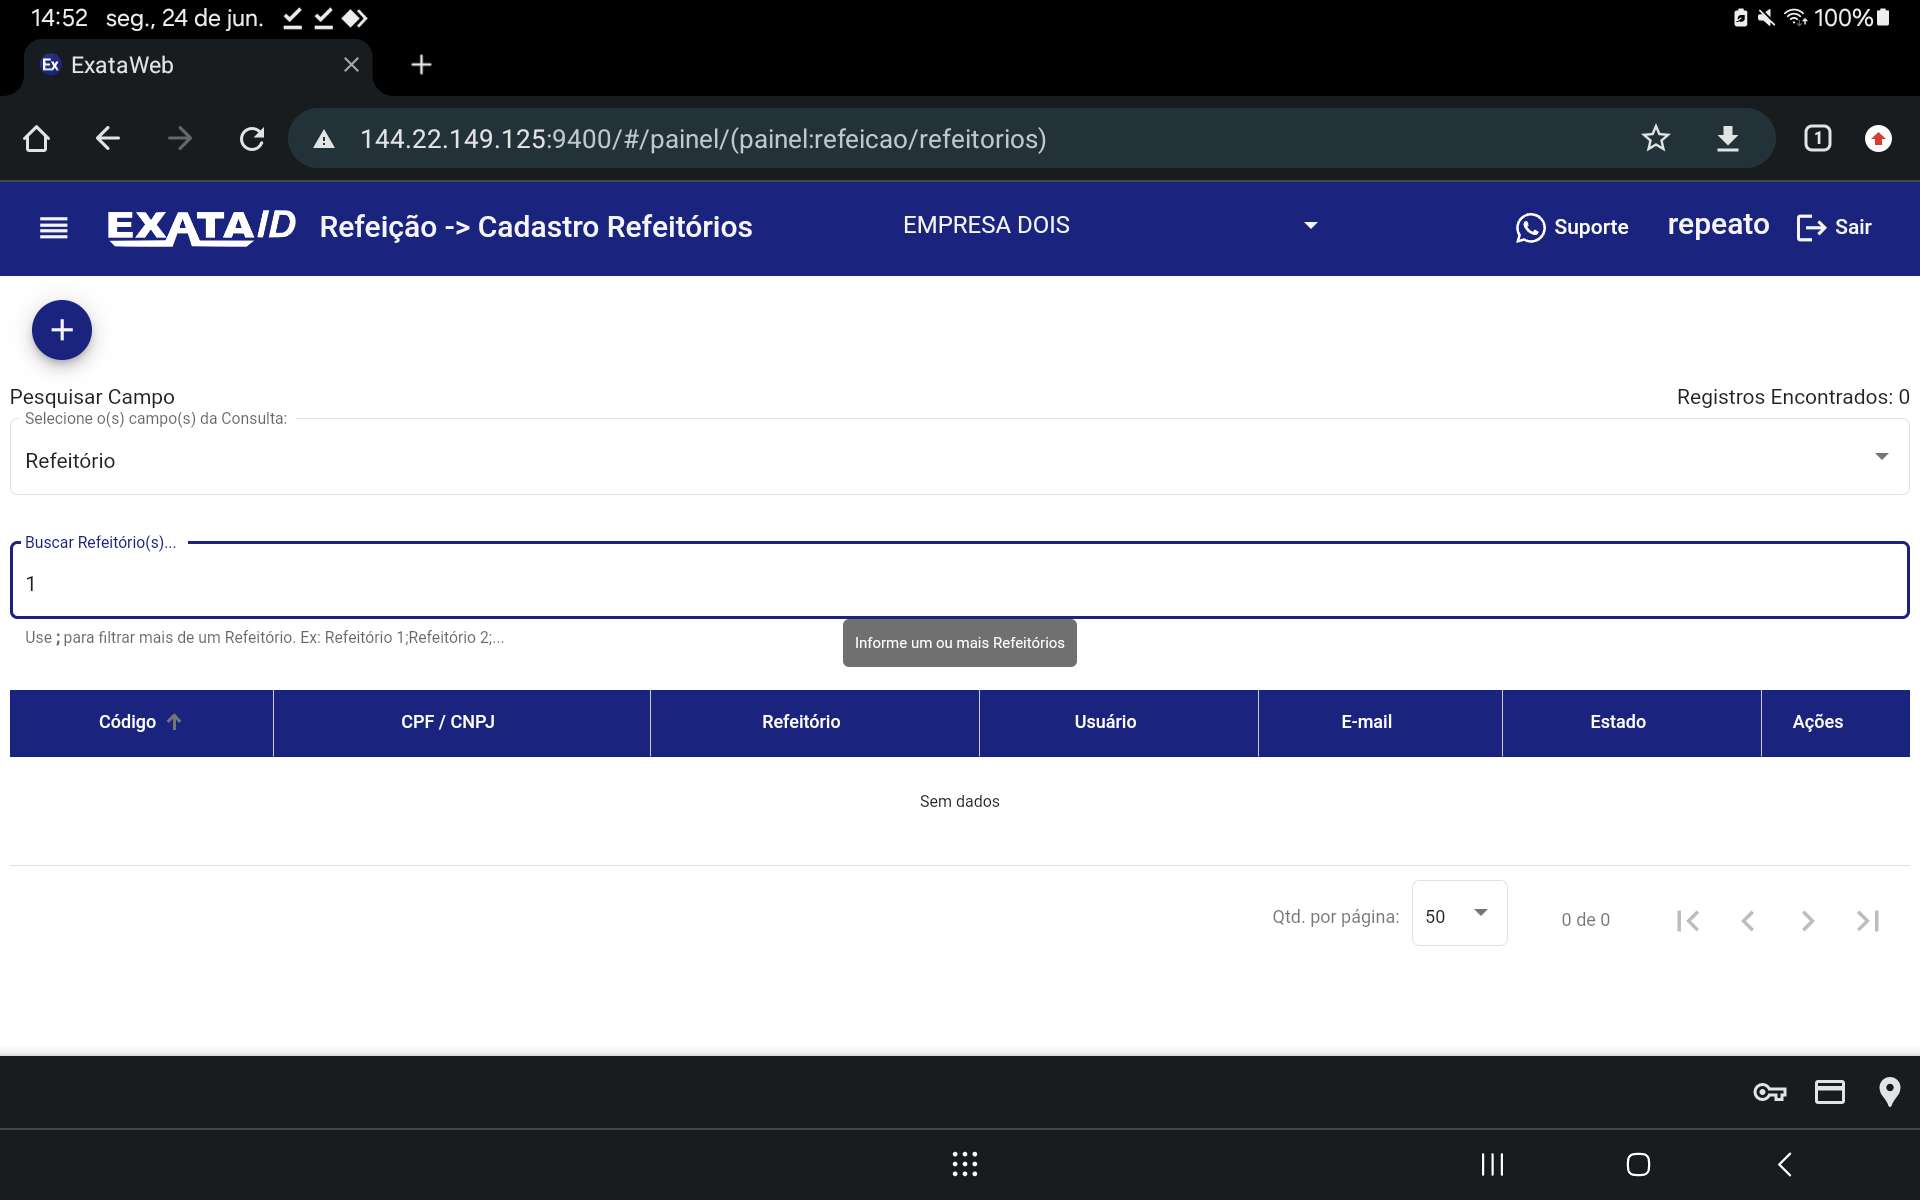 14:52 seg., 24 de jun. 100%
Ex ExataWeb
144.22.149.125:9400/#/painel/(painel:refeicao/refeitorios) 1
EXATA/D Refeição -> Cadastro Refeitórios EMPRESA DOIS Suporte repeato Sair
+
Pesquisar Campo Registros Encontrados: 0
Selecione o(s) campo(s) da Consulta:
Refeitório
Buscar Refeitório(s)...
1
Use ; para filtrar mais de um Refeitório. Ex: Refeitório 1;Refeitório 2;...
Informe um ou mais Refeitórios
Código CPF / CNPJ Refeitório Usuário E-mail Estado Ações
Sem dados
Qtd. por página: 50 0 de 0